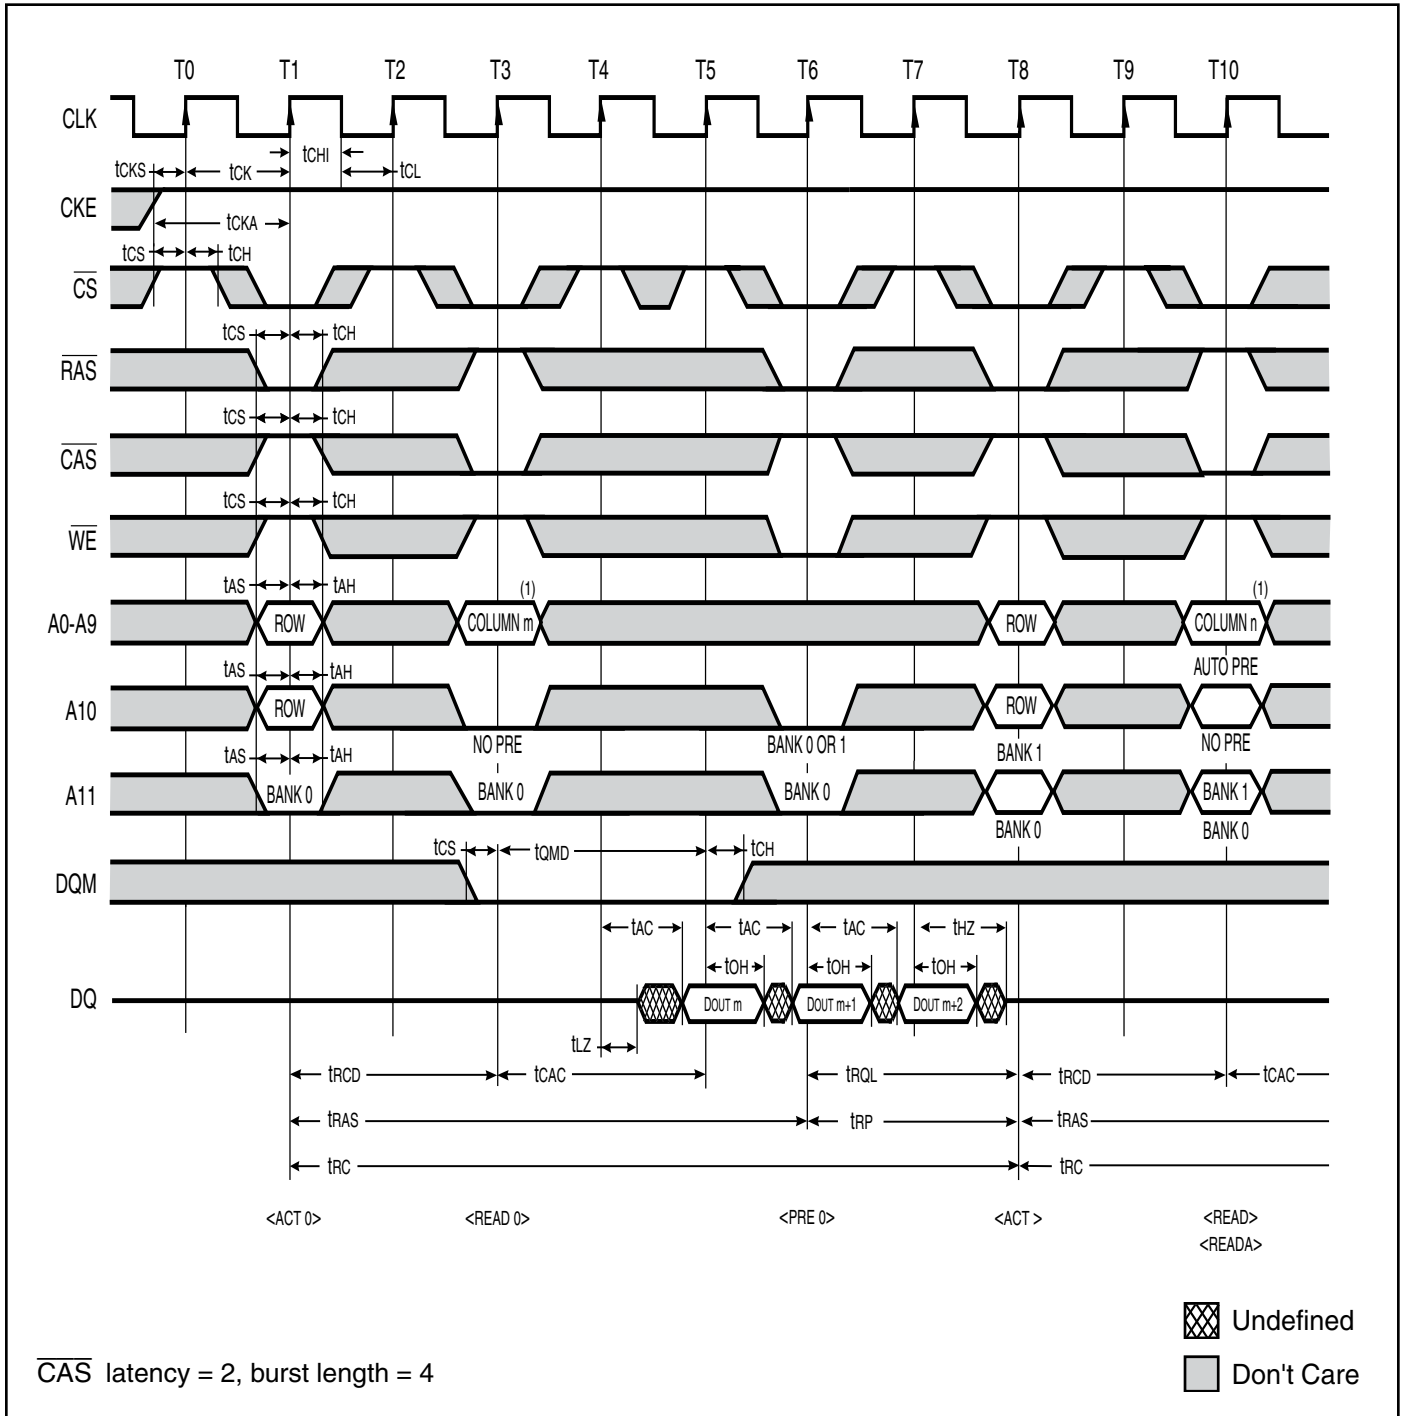 T0 T1 T2 T3 T4 T5 T6 T7 T8 T9 T10
CLK
tCHI
tCKS tCK tCL
CKE
tCKA
tCS tCH
CS
tCS tCH
RAS
tCS tCH
CAS
tCS tCH
WE
tAS tAH (1) (1)
A0-A9 ROW COLUMN m ROW COLUMN n
tAS tAH AUTO PRE
A10 ROW ROW
NO PRE BANK 0 OR 1 BANK 1 NO PRE
tAS tAH
A11 BANK 0 BANK 0 BANK 0 BANK 1
BANK 0 BANK 0
tCS tQMD tCH
DQM
tAC tAC tAC tHZ
tOH tOH tOH
DQ DOUT m DOUT m+1 DOUT m+2
tLZ
tRCD tCAC tRQL tRCD tCAC
tRAS tRP tRAS
tRC tRC
<ACT 0> <READ 0> <PRE 0> <ACT > <READ>
<READA>
Undefined
CAS latency = 2, burst length = 4
Don't Care